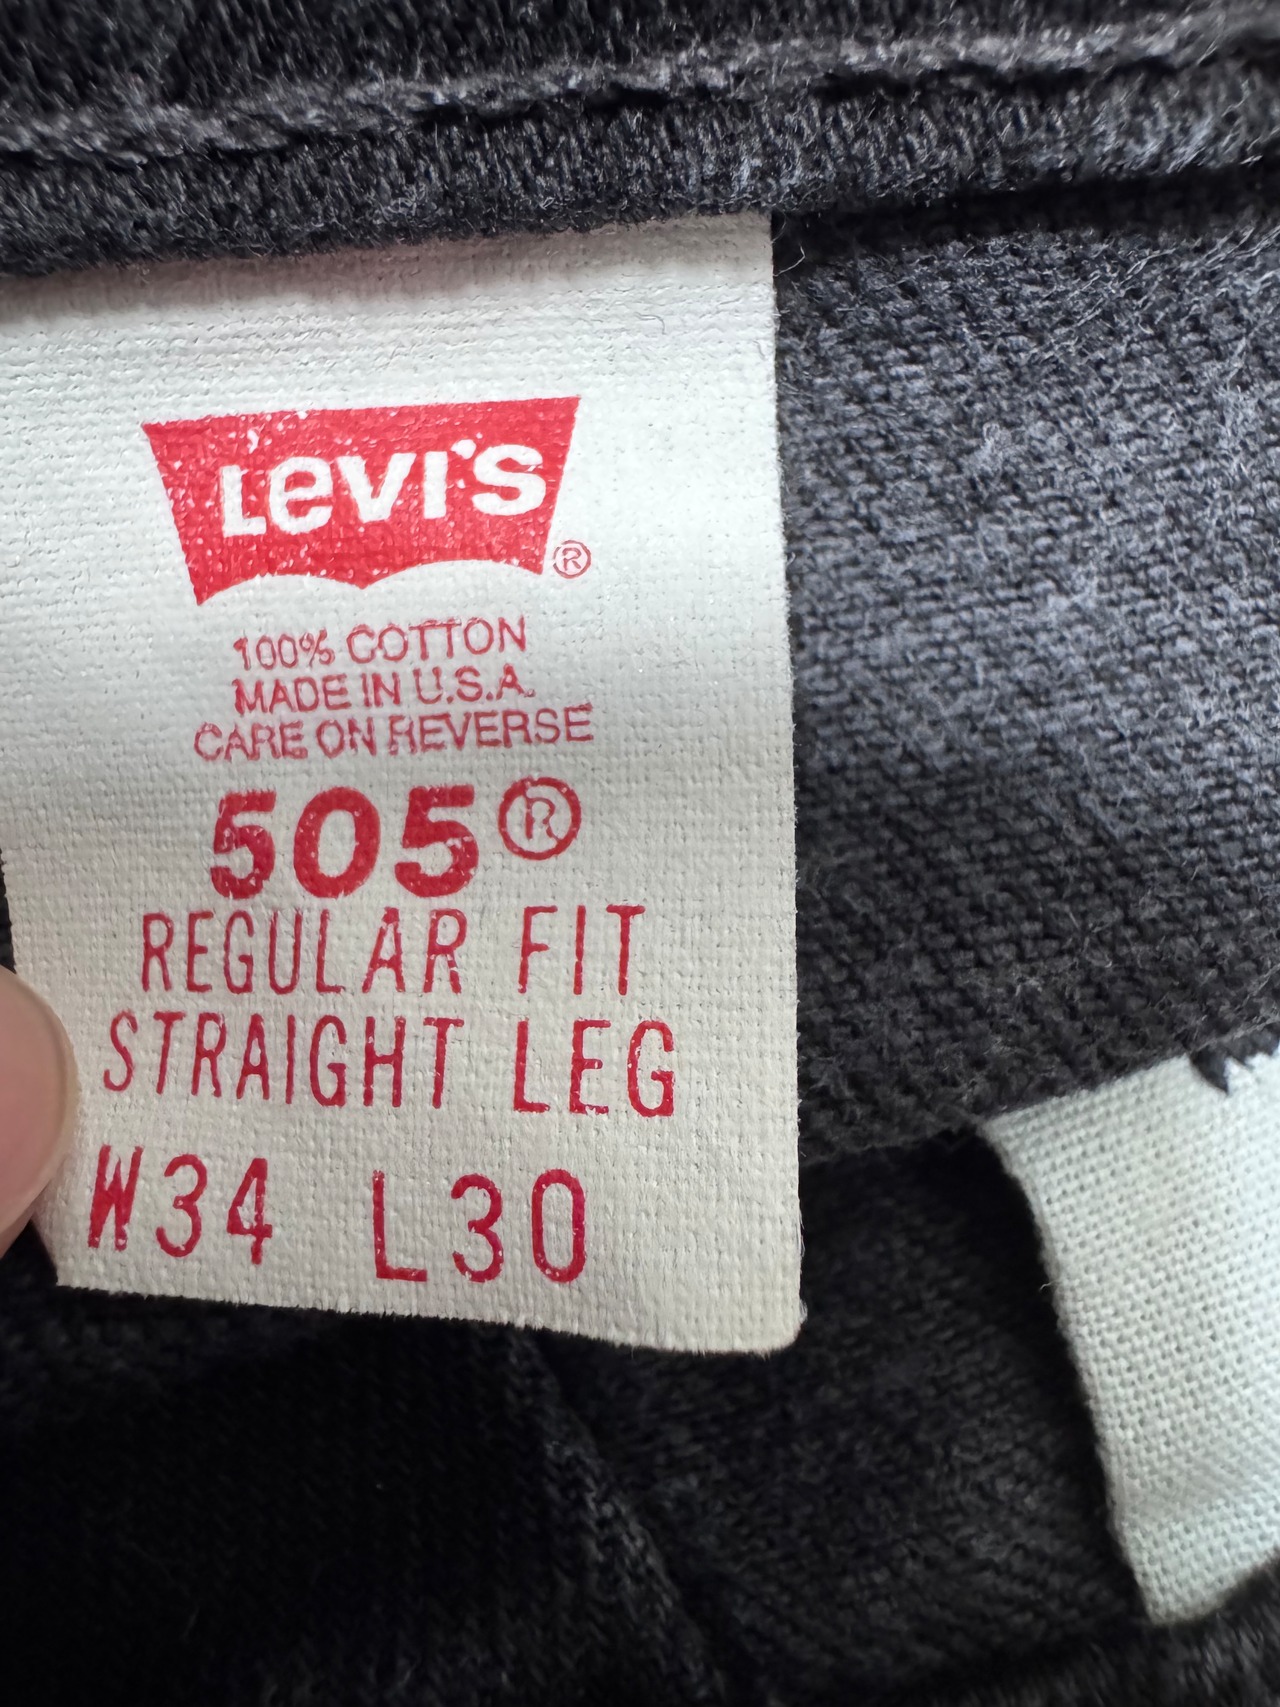 LEVI'S ®
100% COTTON
MADE IN U.S.A.
CARE ON REVERSE
505®
REGULAR FIT
STRAIGHT LEG
W34 L30